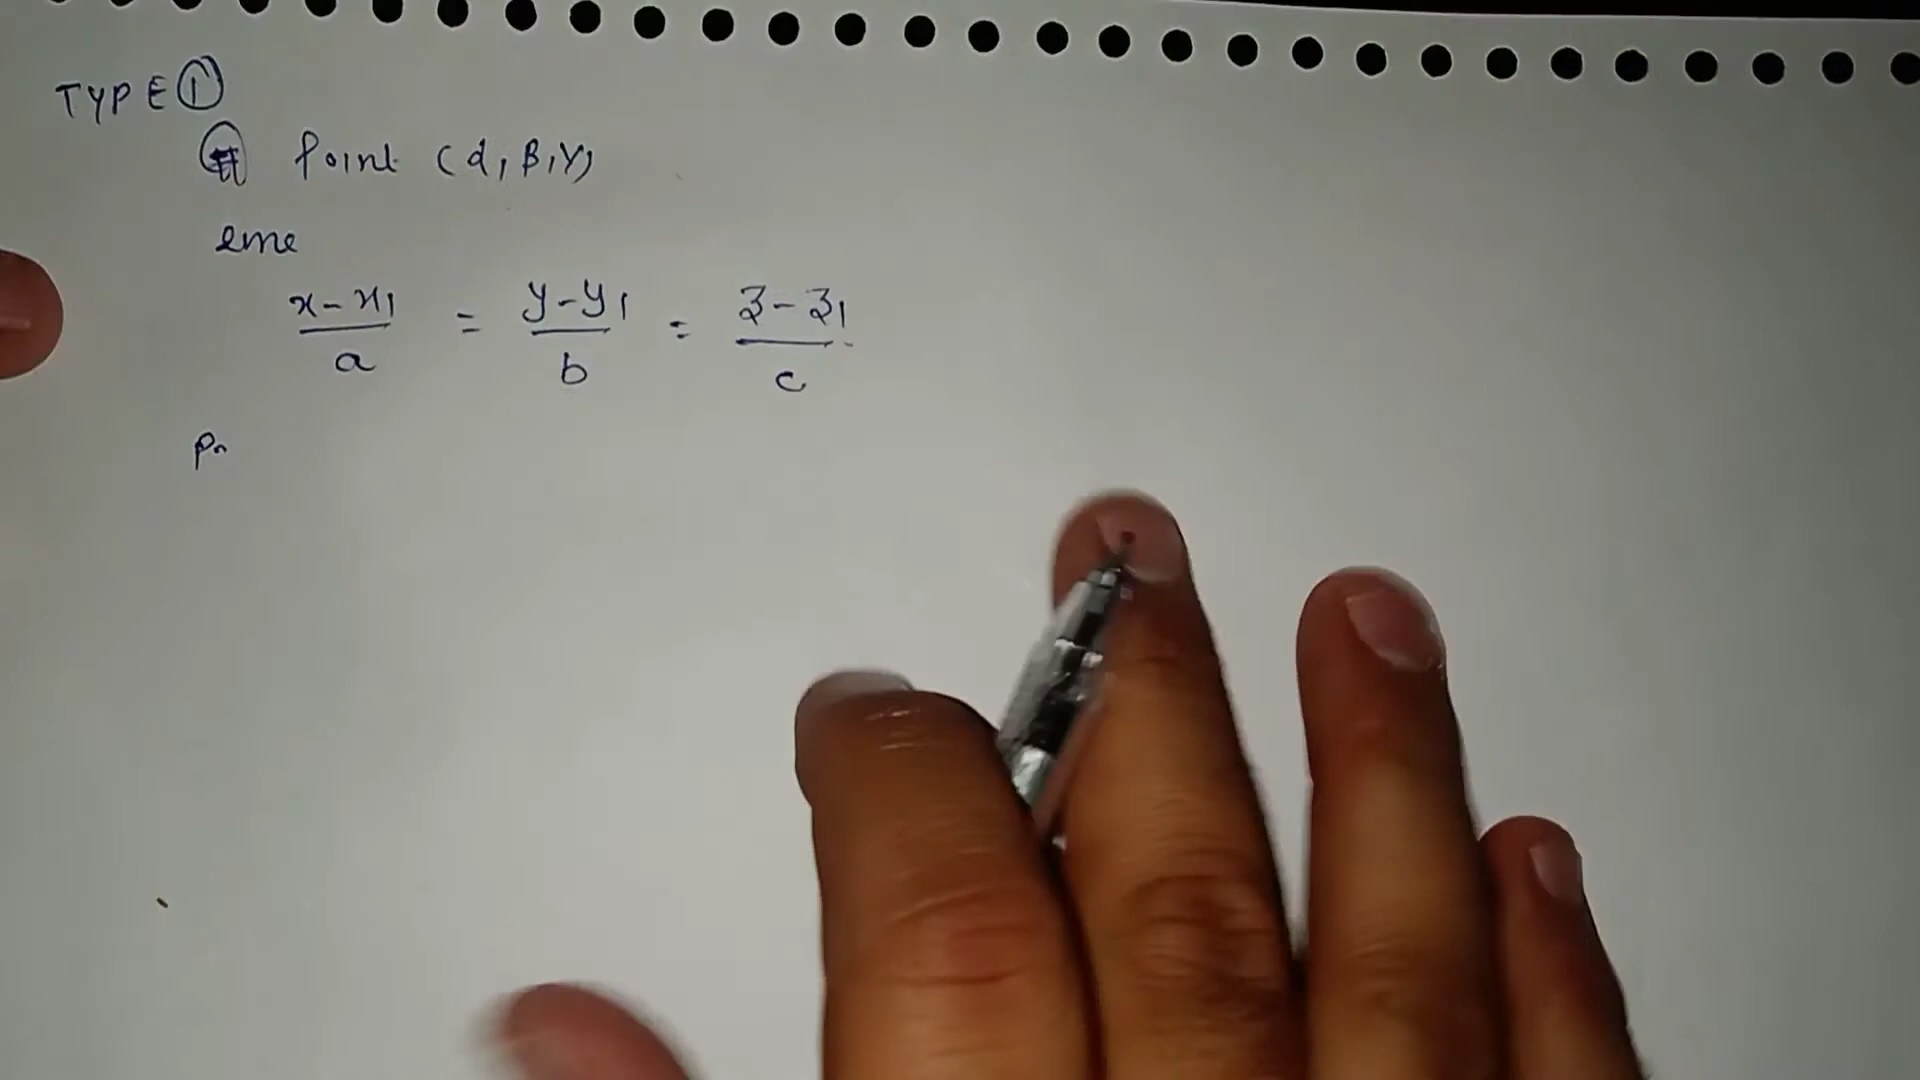 TYPE ①
Point (α, β, γ)
line
x - x₁ / a = y - y₁ / b = z - z₁ / c